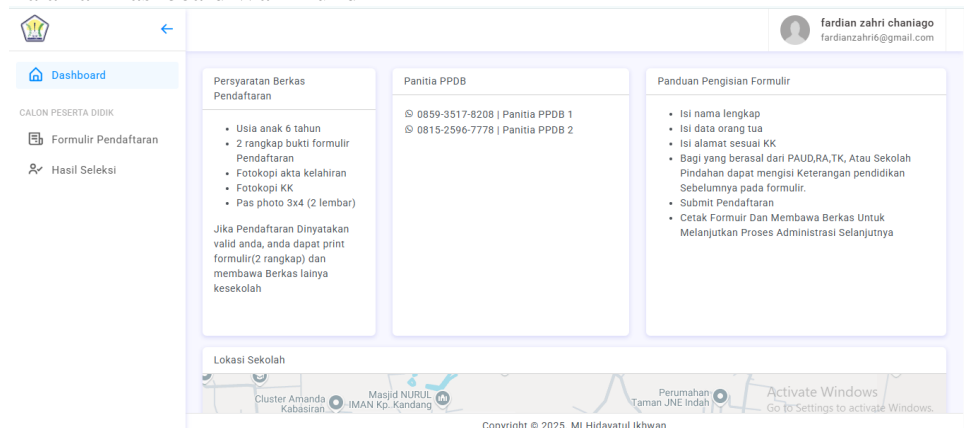 fardian zahri chaniago
fardianzahri6@gmail.com
Dashboard
CALON PESERTA DIDIK
Formulir Pendaftaran
Hasil Seleksi
Persyaratan Berkas
Pendaftaran
Usia anak 6 tahun
2 rangkap bukti formulir
Pendaftaran
Fotokopi akta kelahiran
Fotokopi KK
Pas photo 3x4 (2 lembar)
Jika Pendaftaran Dinyatakan
valid anda, anda dapat print
formulir(2 rangkap) dan
membawa Berkas lainya
kesekolah
Panitia PPDB
0859-3517-8208 | Panitia PPDB 1
0815-2596-7778 | Panitia PPDB 2
Panduan Pengisian Formulir
Isi nama lengkap
Isi data orang tua
Isi alamat sesuai KK
Bagi yang berasal dari PAUD,RA,TK, Atau Sekolah
Pindahan dapat mengisi Keterangan pendidikan
Sebelumnya pada formulir.
Submit Pendaftaran
Cetak Formuir Dan Membawa Berkas Untuk
Melanjutkan Proses Administrasi Selanjutnya
Lokasi Sekolah
Cluster Amanda
Kabasiran
Masjid NURUL
IMAN Kp. Kandang
Perumahan
Taman JNE Indah
Activate Windows
Go to Settings to activate Windows.
Copyright © 2025, MI Hidayatul Ikhwan